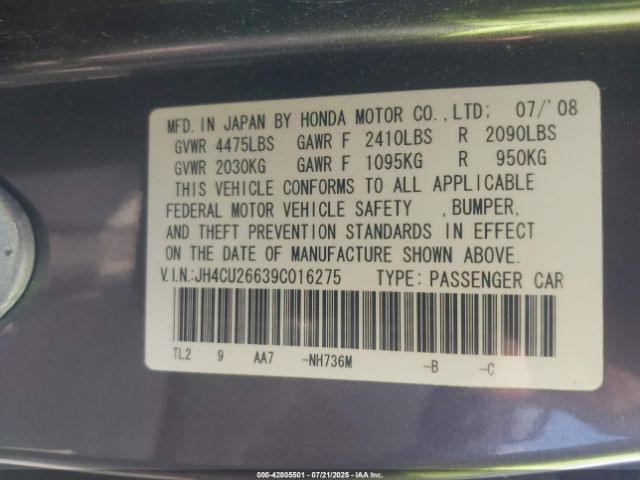 MFD. IN JAPAN BY HONDA MOTOR CO., LTD; 07/'08
GVWR 4475LBS GAWR F 2410LBS R 2090LBS
GVWR 2030KG GAWR F 1095KG R 950KG
THIS VEHICLE CONFORMS TO ALL APPLICABLE
FEDERAL MOTOR VEHICLE SAFETY , BUMPER,
AND THEFT PREVENTION STANDARDS IN EFFECT
ON THE DATE OF MANUFACTURE SHOWN ABOVE.
V.I.N:JH4CU26639C016275 TYPE: PASSENGER CAR
TL2 9 AA7 -NH736M -B -C
000-42805501 - 07/21/2025 - IAA Inc.